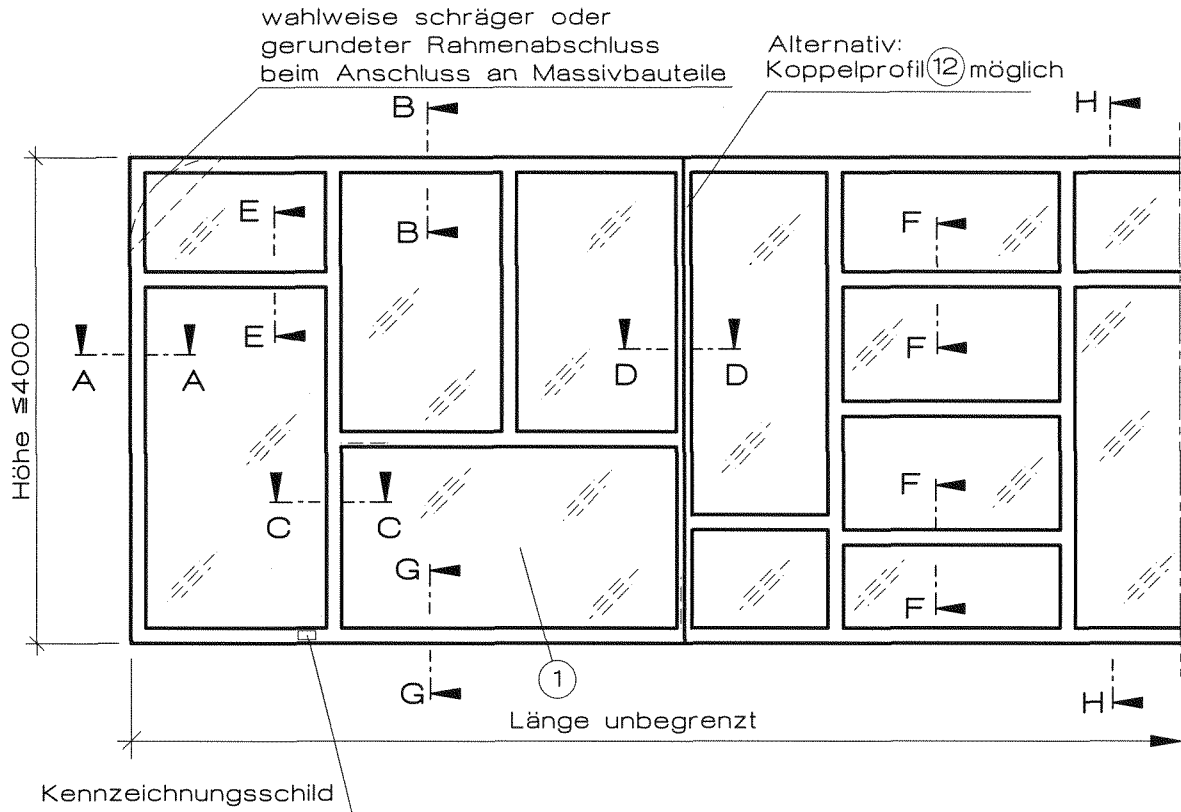 wahlweise schräger oder
gerundeter Rahmenabschluss
beim Anschluss an Massivbauteile
Alternativ:
Koppelprofil 12 möglich
B
H
E
B
F
E
A
A
D
D
F
C
C
F
G
F
Höhe ≦4000
1
G
H
Länge unbegrenzt
Kennzeichnungsschild